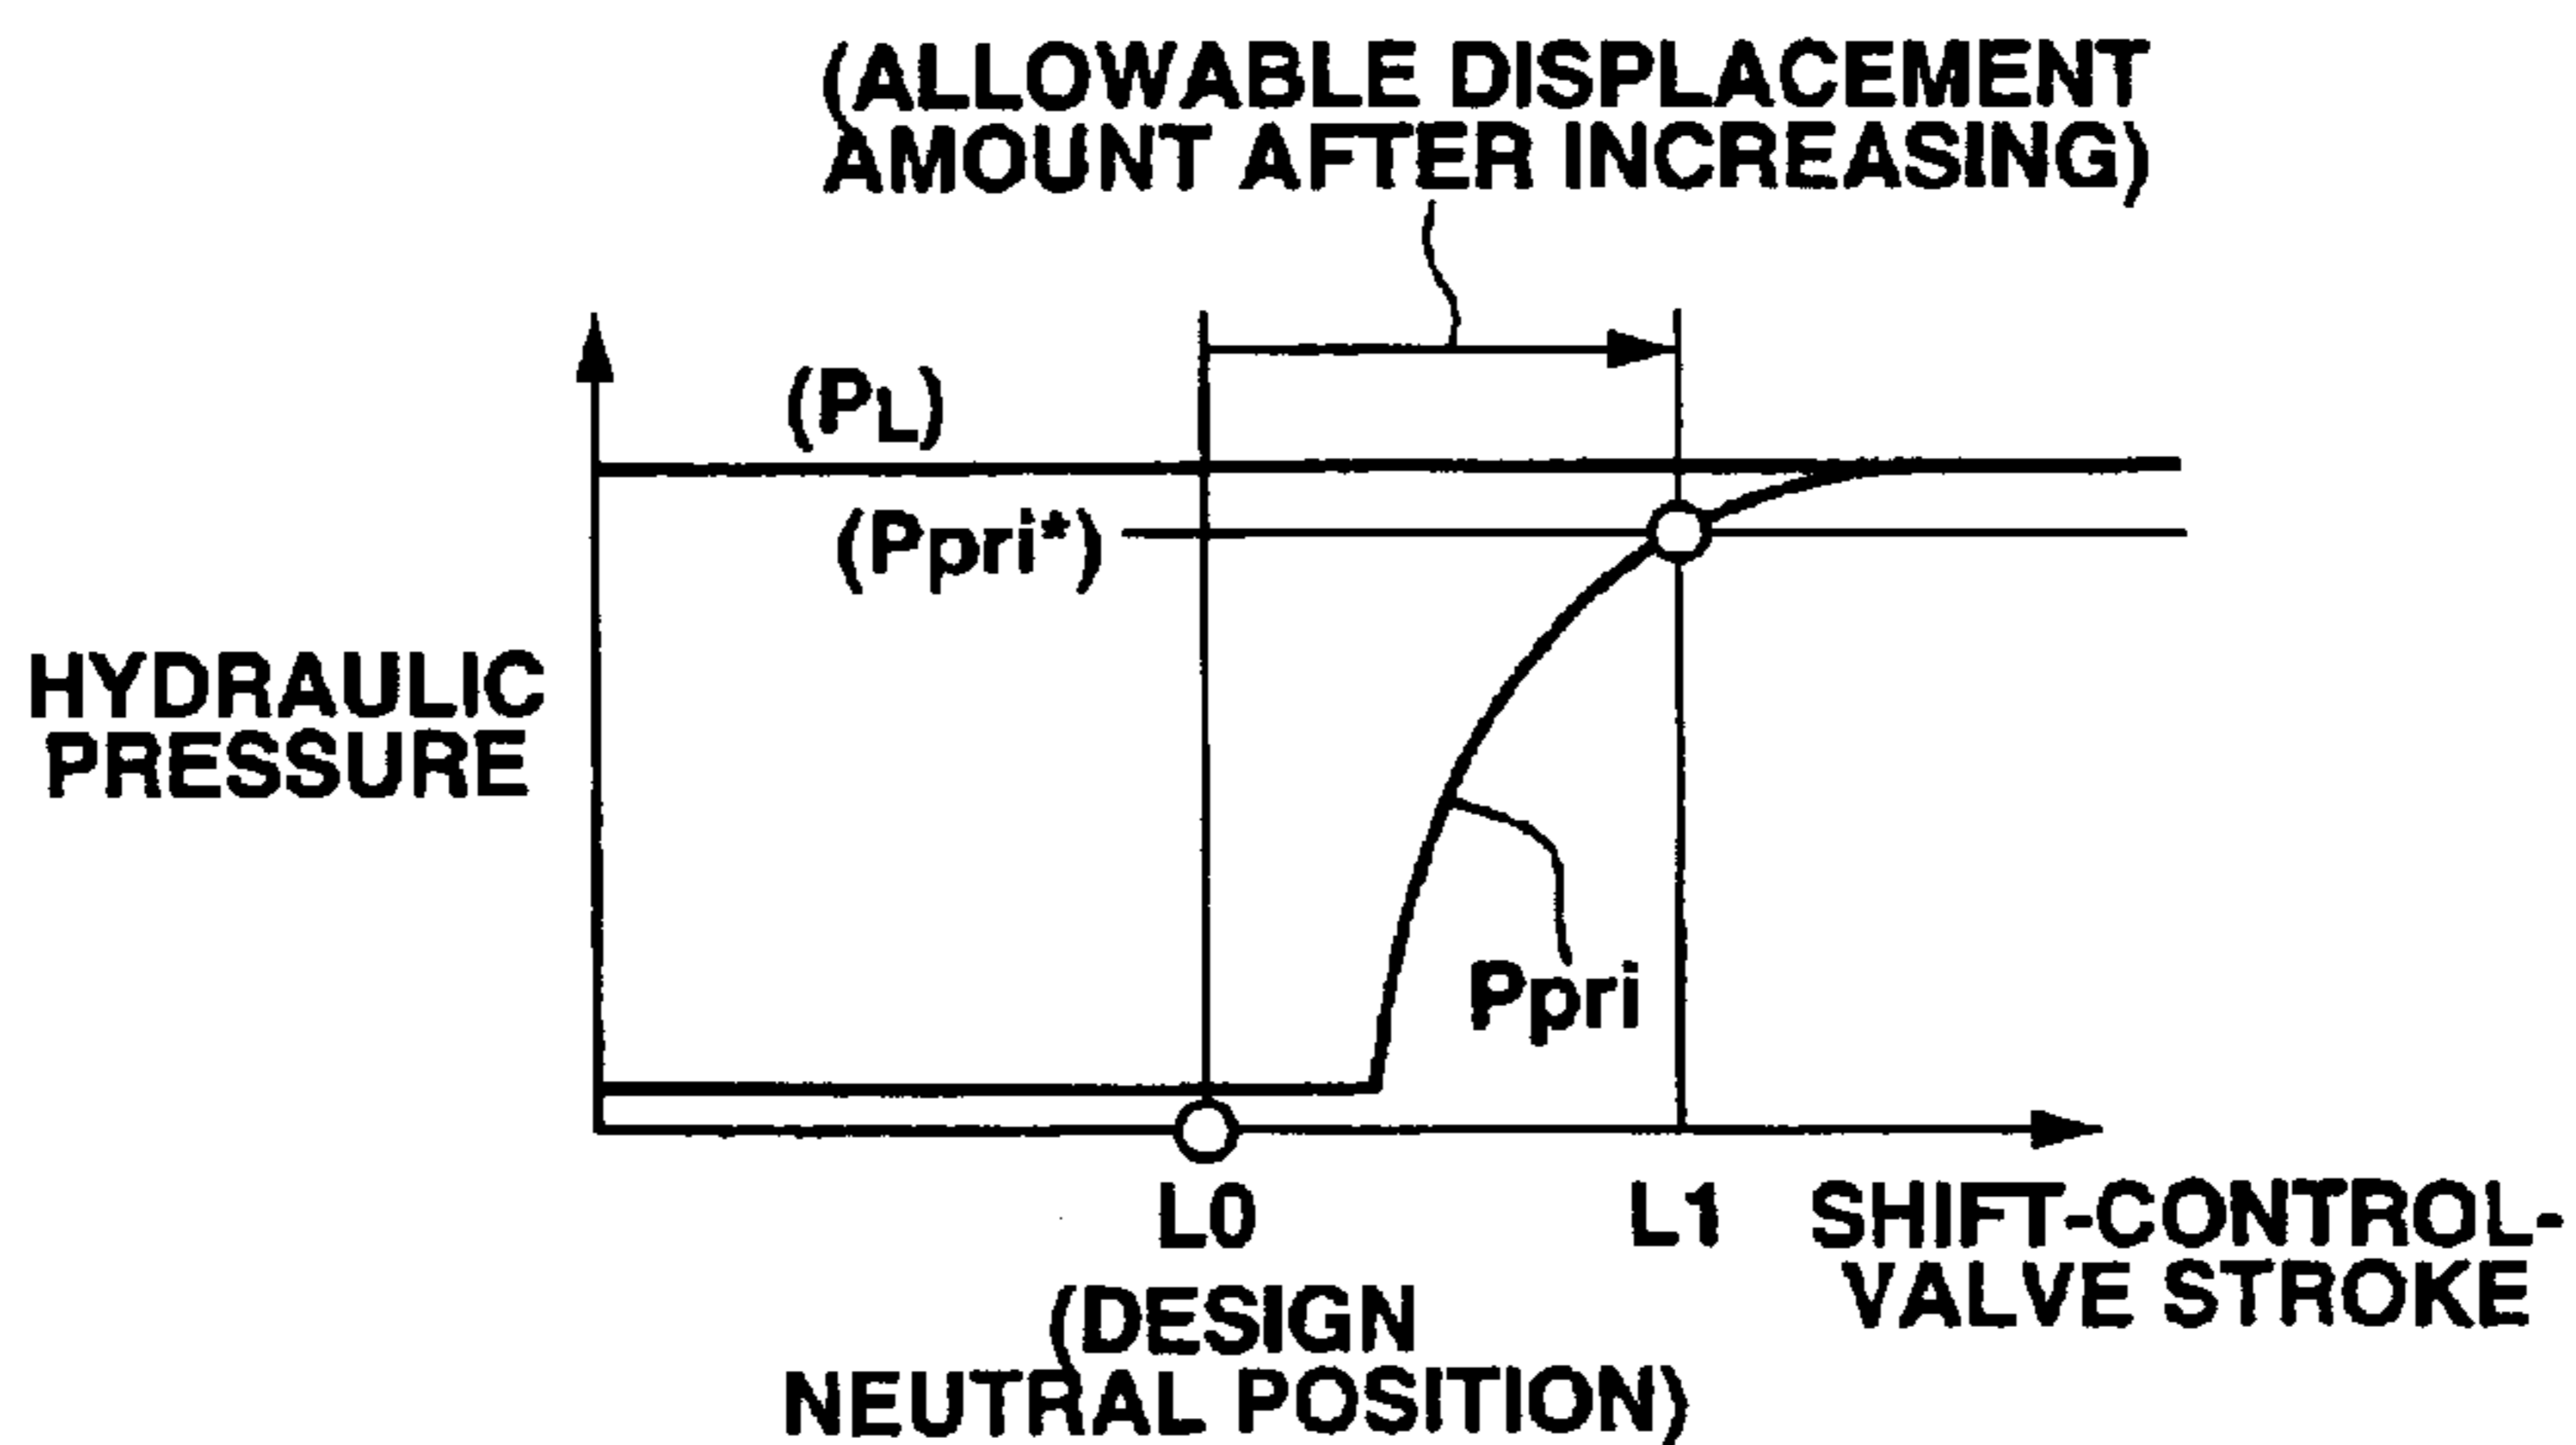 (ALLOWABLE DISPLACEMENT
AMOUNT AFTER INCREASING)
(PL)
(Ppri*)
HYDRAULIC
PRESSURE
Ppri
L0
L1
SHIFT-CONTROL-
VALVE STROKE
(DESIGN
NEUTRAL POSITION)